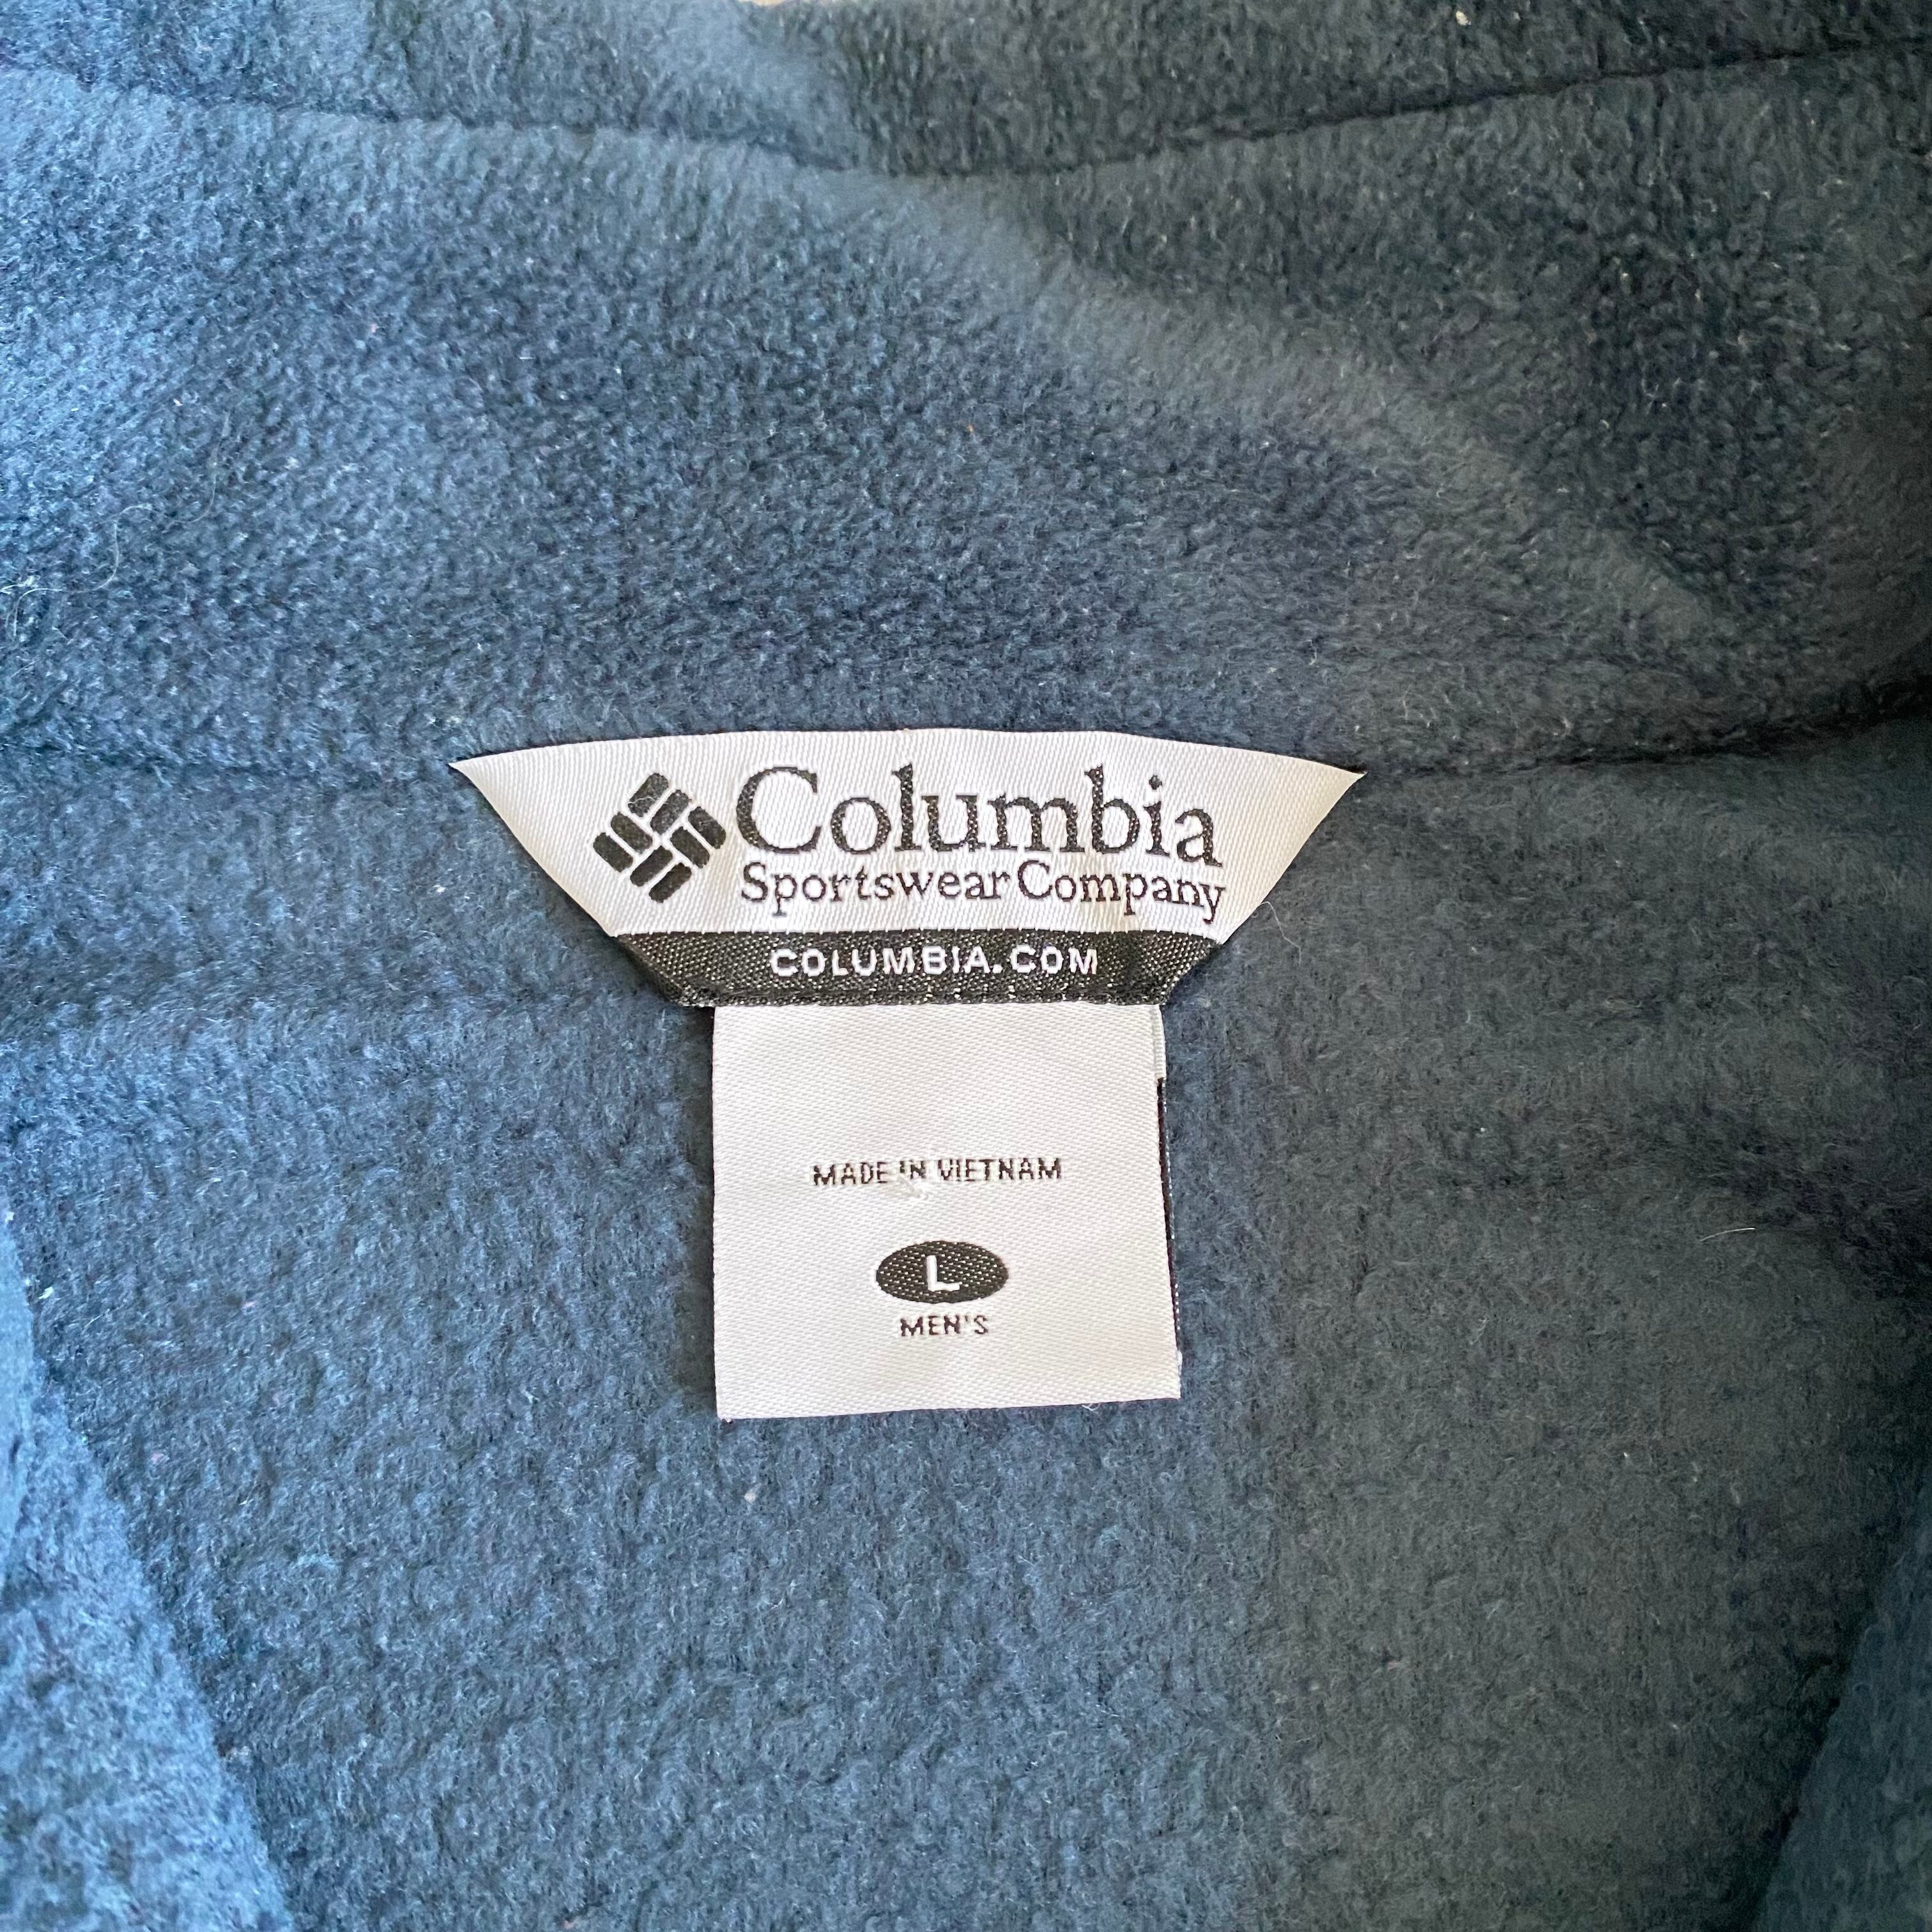 Columbia
Sportswear Company
COLUMBIA.COM
MADE IN VIETNAM
L
MEN'S